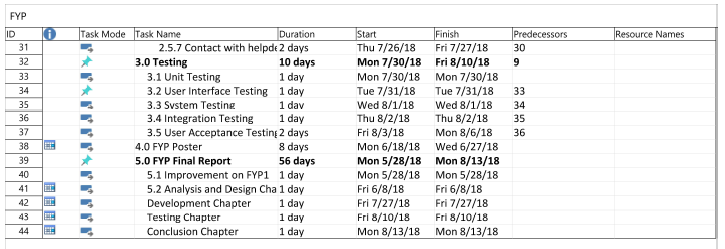 FYP
ID Task Mode Task Name Duration Start Finish Predecessors Resource Names
31 2.5.7 Contact with helpde 2 days Thu 7/26/18 Fri 7/27/18 30
32 3.0 Testing 10 days Mon 7/30/18 Fri 8/10/18 9
33 3.1 Unit Testing 1 day Mon 7/30/18 Mon 7/30/18
34 3.2 User Interface Testing 1 day Tue 7/31/18 Tue 7/31/18 33
35 3.3 System Testing 1 day Wed 8/1/18 Wed 8/1/18 34
36 3.4 Integration Testing 1 day Thu 8/2/18 Thu 8/2/18 35
37 3.5 User Acceptance Testing 2 days Fri 8/3/18 Mon 8/6/18 36
38 4.0 FYP Poster 8 days Mon 6/18/18 Wed 6/27/18
39 5.0 FYP Final Report 56 days Mon 5/28/18 Mon 8/13/18
40 5.1 Improvement on FYP1 1 day Mon 5/28/18 Mon 5/28/18
41 5.2 Analysis and Design Cha 1 day Fri 6/8/18 Fri 6/8/18
42 Development Chapter 1 day Fri 7/27/18 Fri 7/27/18
43 Testing Chapter 1 day Fri 8/10/18 Fri 8/10/18
44 Conclusion Chapter 1 day Mon 8/13/18 Mon 8/13/18